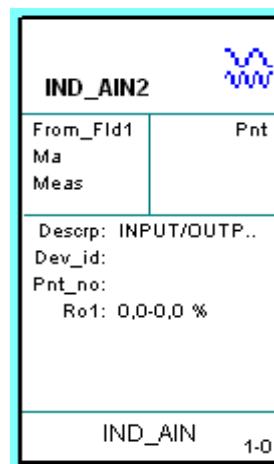 IND_AIN2
From_Fld1 Pnt
Ma
Meas
Descrp: INPUT/OUTP..
Dev_id:
Pnt_no:
Ro1: 0,0-0,0 %
IND_AIN
1-0